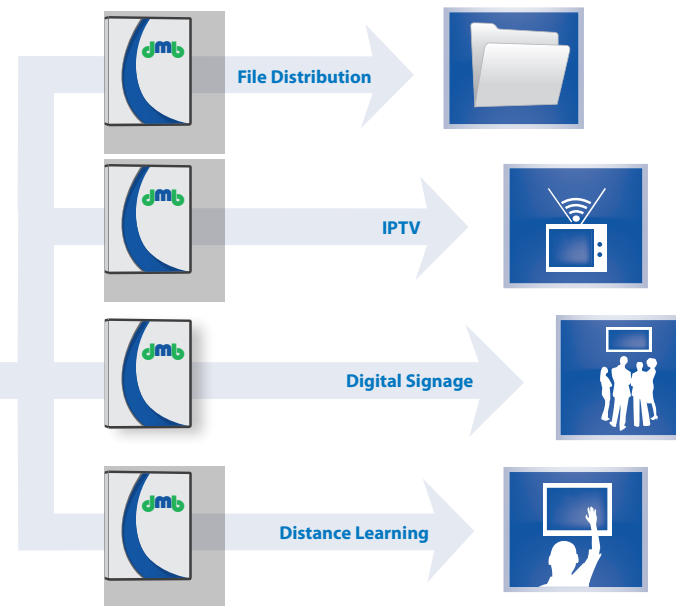 dmb
File Distribution
dmb
IPTV
dmb
Digital Signage
dmb
Distance Learning